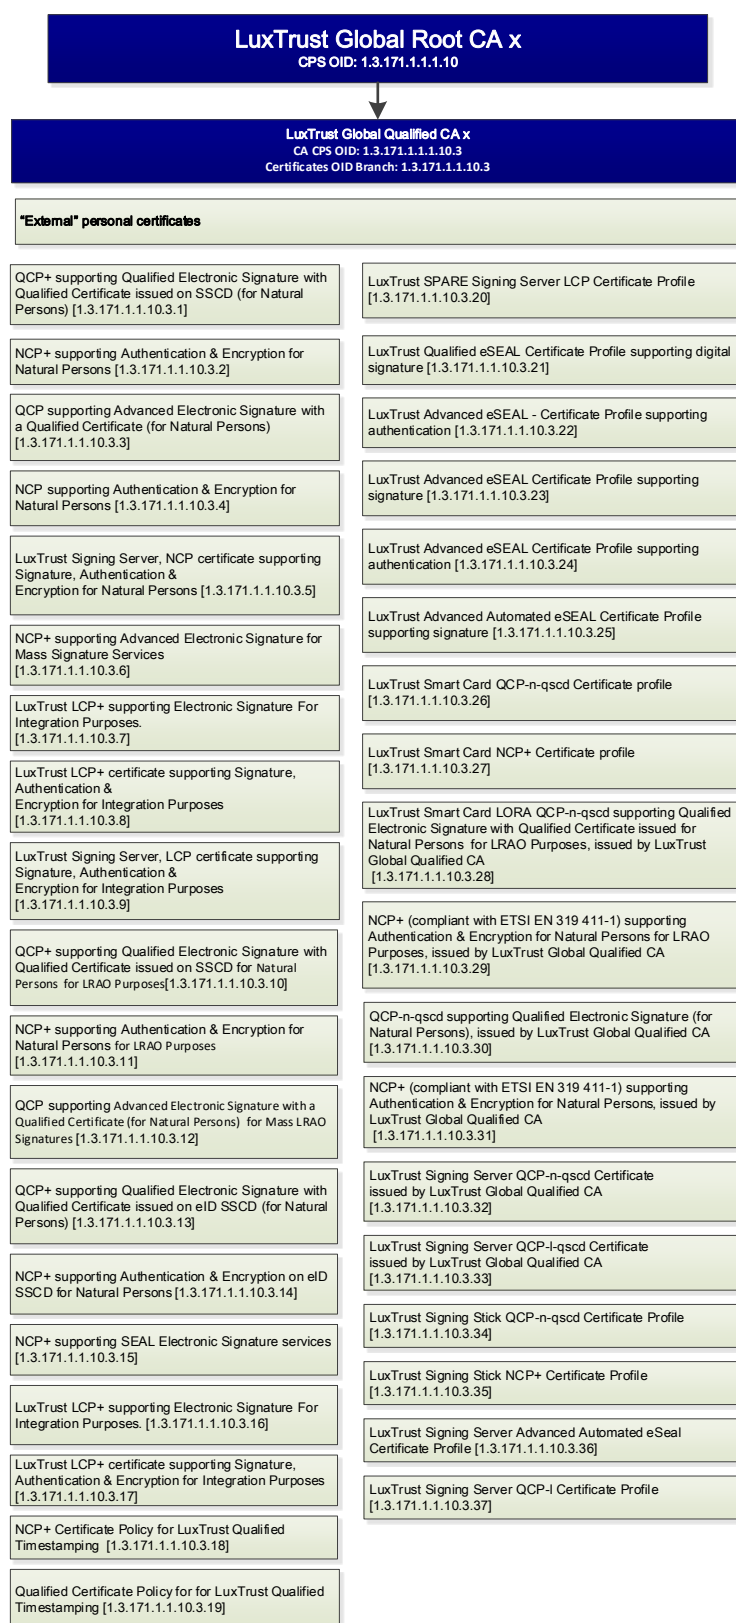 LuxTrust Global Root CA x
CPS OID: 1.3.171.1.1.1.10
LuxTrust Global Qualified CA x
CA CPS OID: 1.3.171.1.1.1.10.3
Certificates OID Branch: 1.3.171.1.1.10.3
"External" personal certificates
QCP+ supporting Qualified Electronic Signature with
Qualified Certificate issued on SSCD (for Natural
Persons) [1.3.171.1.1.10.3.1]
NCP+ supporting Authentication & Encryption for
Natural Persons [1.3.171.1.1.10.3.2]
QCP supporting Advanced Electronic Signature with
a Qualified Certificate (for Natural Persons)
[1.3.171.1.1.10.3.3]
NCP supporting Authentication & Encryption for
Natural Persons [1.3.171.1.1.10.3.4]
LuxTrust Signing Server, NCP certificate supporting
Signature, Authentication &
Encryption for Natural Persons [1.3.171.1.1.10.3.5]
NCP+ supporting Advanced Electronic Signature for
Mass Signature Services
[1.3.171.1.1.10.3.6]
LuxTrust LCP+ supporting Electronic Signature For
Integration Purposes.
[1.3.171.1.1.10.3.7]
LuxTrust LCP+ certificate supporting Signature,
Authentication &
Encryption for Integration Purposes
[1.3.171.1.1.10.3.8]
LuxTrust Signing Server, LCP certificate supporting
Signature, Authentication &
Encryption for Integration Purposes
[1.3.171.1.1.10.3.9]
QCP+ supporting Qualified Electronic Signature with
Qualified Certificate issued on SSCD for Natural
Persons for LRAO Purposes[1.3.171.1.1.10.3.10]
NCP+ supporting Authentication & Encryption for
Natural Persons for LRAO Purposes
[1.3.171.1.1.10.3.11]
QCP supporting Advanced Electronic Signature with a
Qualified Certificate (for Natural Persons) for Mass LRAO
Signatures [1.3.171.1.1.10.3.12]
QCP+ supporting Qualified Electronic Signature with
Qualified Certificate issued on eID SSCD (for Natural
Persons) [1.3.171.1.1.10.3.13]
NCP+ supporting Authentication & Encryption on eID
SSCD for Natural Persons [1.3.171.1.1.10.3.14]
NCP+ supporting SEAL Electronic Signature services
[1.3.171.1.1.10.3.15]
LuxTrust LCP+ supporting Electronic Signature For
Integration Purposes. [1.3.171.1.1.10.3.16]
LuxTrust LCP+ certificate supporting Signature,
Authentication & Encryption for Integration Purposes
[1.3.171.1.1.10.3.17]
NCP+ Certificate Policy for LuxTrust Qualified
Timestamping [1.3.171.1.1.10.3.18]
Qualified Certificate Policy for for LuxTrust Qualified
Timestamping [1.3.171.1.1.10.3.19]
LuxTrust SPARE Signing Server LCP Certificate Profile
[1.3.171.1.1.10.3.20]
LuxTrust Qualified eSEAL Certificate Profile supporting digital
signature [1.3.171.1.1.10.3.21]
LuxTrust Advanced eSEAL - Certificate Profile supporting
authentication [1.3.171.1.1.10.3.22]
LuxTrust Advanced eSEAL Certificate Profile supporting
signature [1.3.171.1.1.10.3.23]
LuxTrust Advanced eSEAL Certificate Profile supporting
authentication [1.3.171.1.1.10.3.24]
LuxTrust Advanced Automated eSEAL Certificate Profile
supporting signature [1.3.171.1.1.10.3.25]
LuxTrust Smart Card QCP-n-qscd Certificate profile
[1.3.171.1.1.10.3.26]
LuxTrust Smart Card NCP+ Certificate profile
[1.3.171.1.1.10.3.27]
LuxTrust Smart Card LORA QCP-n-qscd supporting Qualified
Electronic Signature with Qualified Certificate issued for
Natural Persons for LRAO Purposes, issued by LuxTrust
Global Qualified CA
[1.3.171.1.1.10.3.28]
NCP+ (compliant with ETSI EN 319 411-1) supporting
Authentication & Encryption for Natural Persons for LRAO
Purposes, issued by LuxTrust Global Qualified CA
[1.3.171.1.1.10.3.29]
QCP-n-qscd supporting Qualified Electronic Signature (for
Natural Persons), issued by LuxTrust Global Qualified CA
[1.3.171.1.1.10.3.30]
NCP+ (compliant with ETSI EN 319 411-1) supporting
Authentication & Encryption for Natural Persons, issued by
LuxTrust Global Qualified CA
[1.3.171.1.1.10.3.31]
LuxTrust Signing Server QCP-n-qscd Certificate
issued by LuxTrust Global Qualified CA
[1.3.171.1.1.10.3.32]
LuxTrust Signing Server QCP-l-qscd Certificate
issued by LuxTrust Global Qualified CA
[1.3.171.1.1.10.3.33]
LuxTrust Signing Stick QCP-n-qscd Certificate Profile
[1.3.171.1.1.10.3.34]
LuxTrust Signing Stick NCP+ Certificate Profile
[1.3.171.1.1.10.3.35]
LuxTrust Signing Server Advanced Automated eSeal
Certificate Profile [1.3.171.1.1.10.3.36]
LuxTrust Signing Server QCP-l Certificate Profile
[1.3.171.1.1.10.3.37]